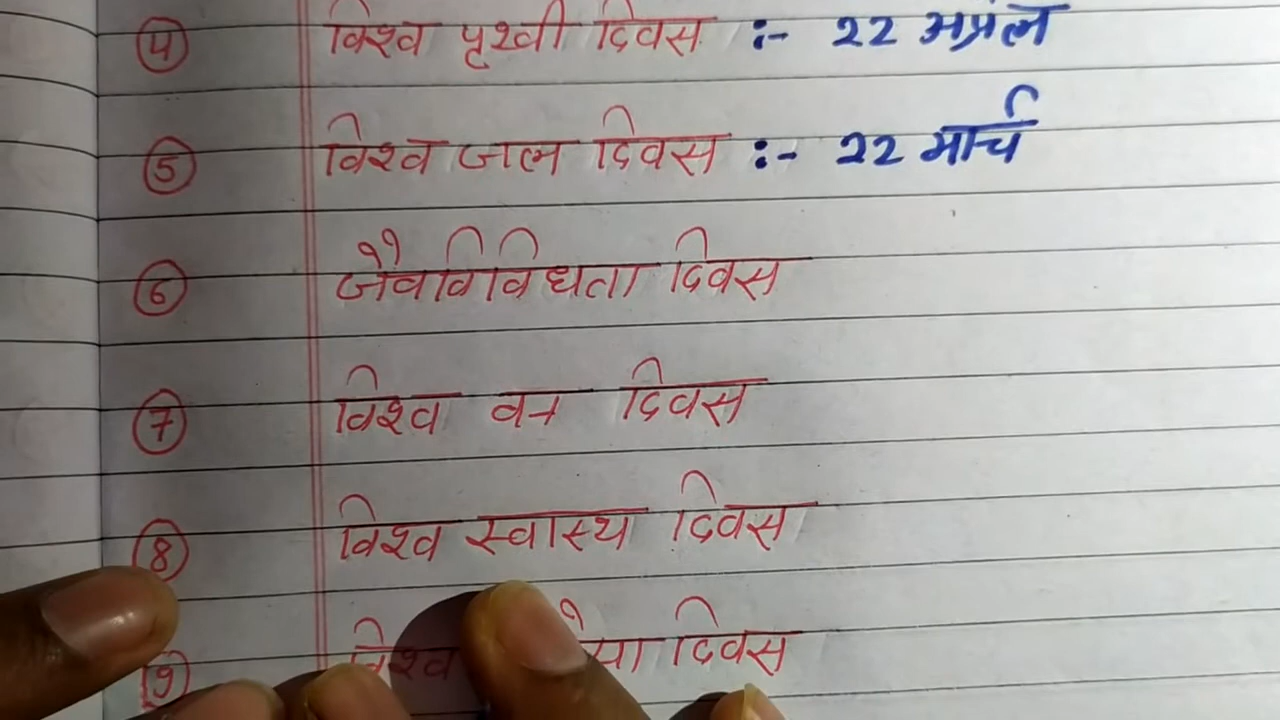 ④ विश्व पृथ्वी दिवस :- 22 अप्रैल
⑤ विश्व जल दिवस :- 22 मार्च
⑥ जैवविविधता दिवस
⑦ विश्व वन दिवस
⑧ विश्व स्वास्थ्य दिवस
⑨ विश्व दिवस